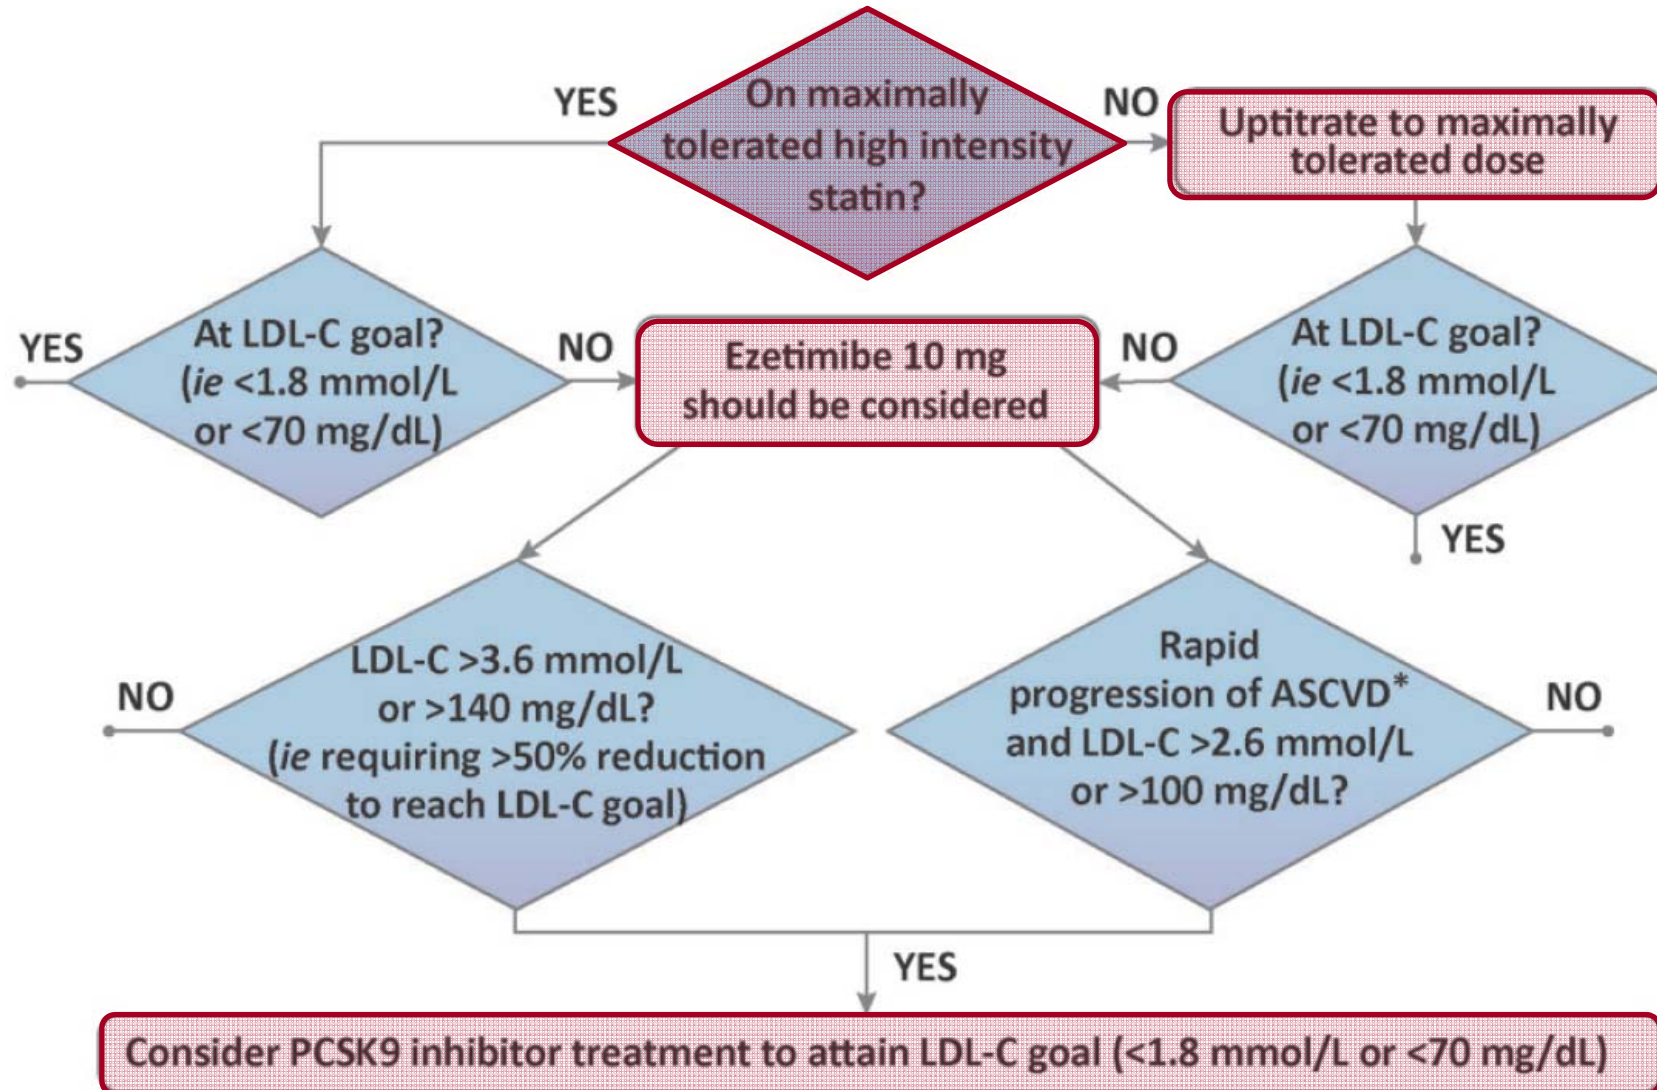 YES
On maximally
tolerated high intensity
statin?
NO
Uptitrate to maximally
tolerated dose
YES
At LDL-C goal?
(ie <1.8 mmol/L
or <70 mg/dL)
NO
Ezetimibe 10 mg
should be considered
NO
At LDL-C goal?
(ie <1.8 mmol/L
or <70 mg/dL)
YES
NO
LDL-C >3.6 mmol/L
or >140 mg/dL?
(ie requiring >50% reduction
to reach LDL-C goal)
Rapid
progression of ASCVD*
and LDL-C >2.6 mmol/L
or >100 mg/dL?
NO
YES
Consider PCSK9 inhibitor treatment to attain LDL-C goal (<1.8 mmol/L or <70 mg/dL)